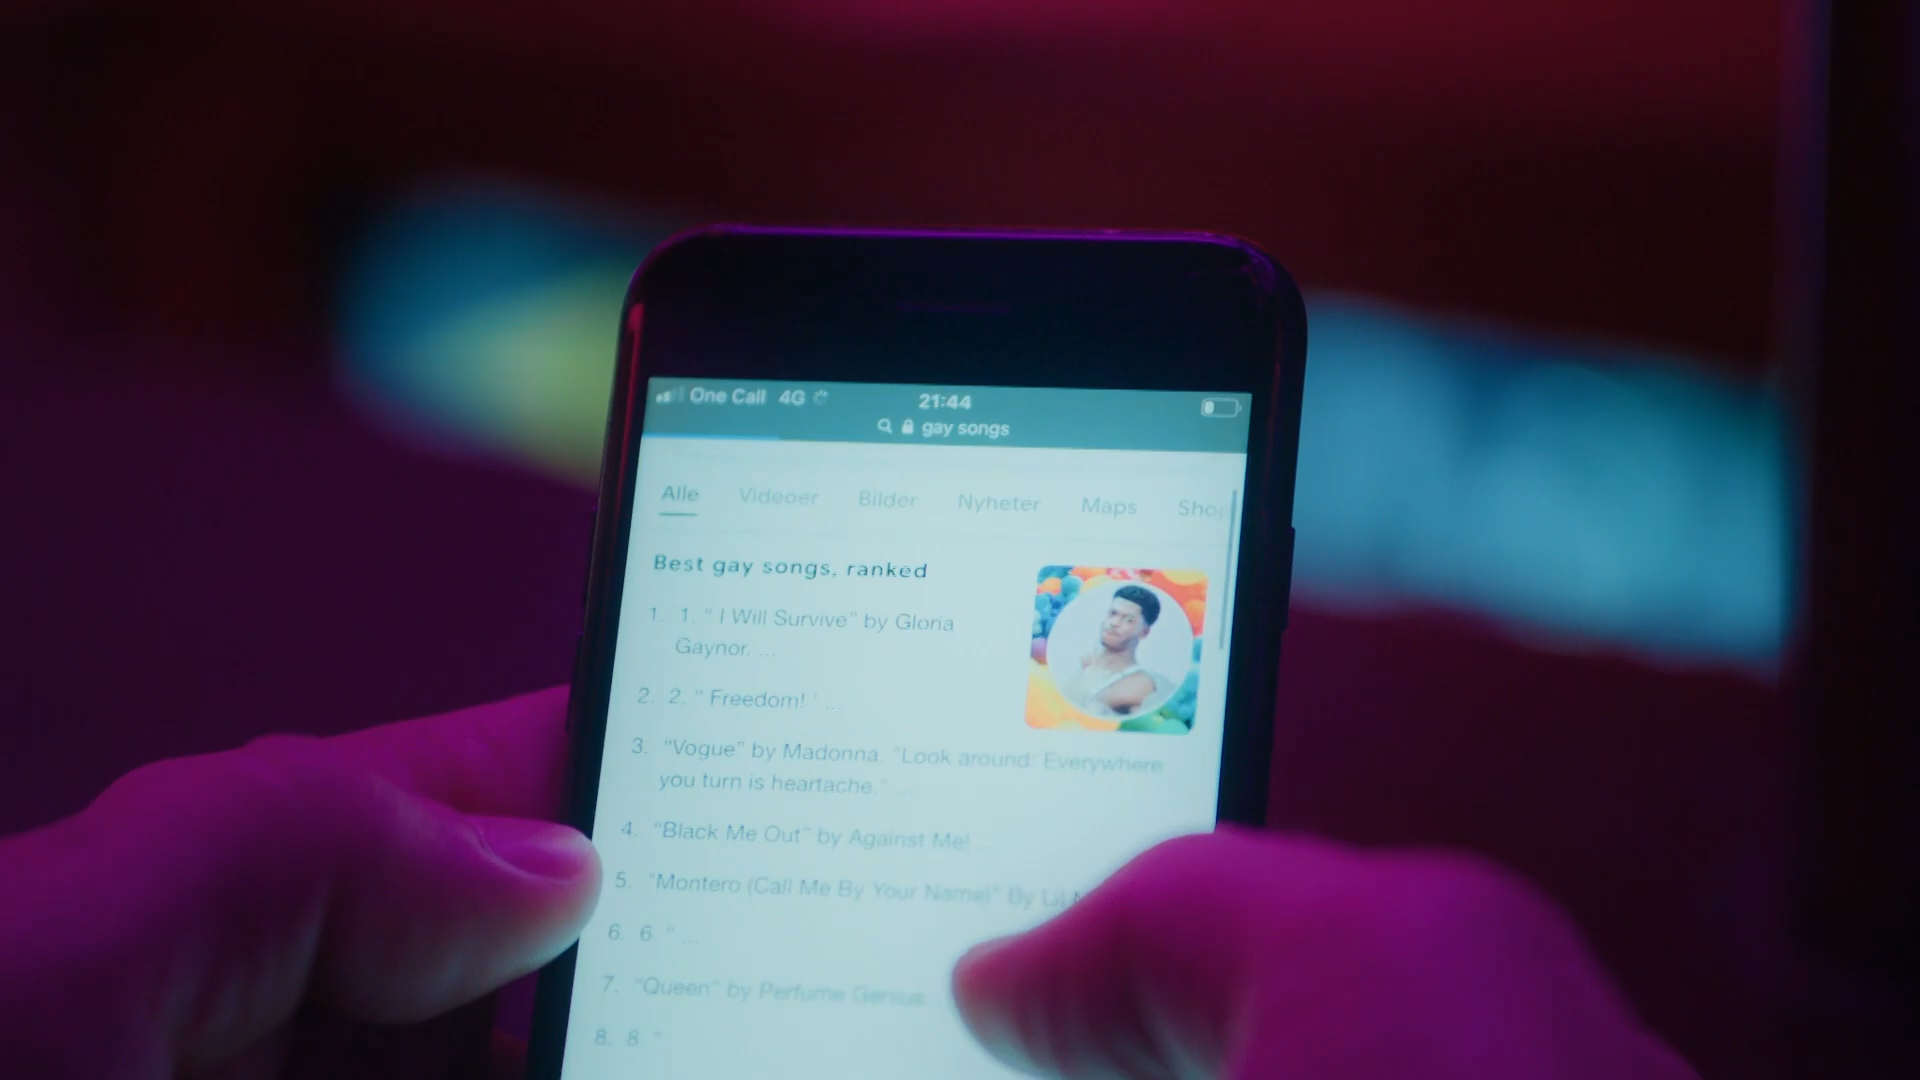 One Call 4G 21:44
gay songs
Alle Videoer Bilder Nyheter Maps Shop
Best gay songs, ranked
1. 1. " I Will Survive" by Gloria
Gaynor. ...
2. 2. " Freedom! ' ...
3. "Vogue" by Madonna. "Look around: Everywhere
you turn is heartache." ...
4. "Black Me Out" by Against Me! ...
5. "Montero (Call Me By Your Name)" By Lil N
6. 6. " ...
7. "Queen" by Perfume Genius. ..
8. 8. "